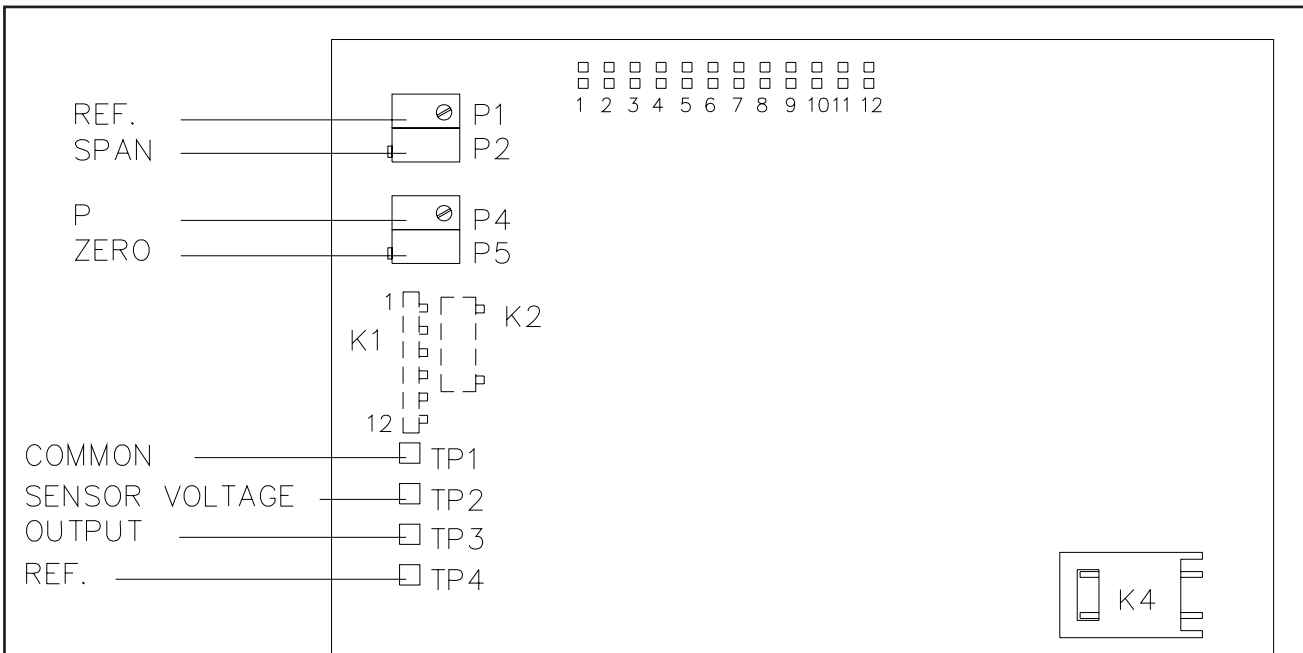 1 2 3 4 5 6 7 8 9 10 11 12
REF. P1
SPAN P2
P P4
ZERO P5
1
K2
K1
12
COMMON TP1
SENSOR VOLTAGE TP2
OUTPUT TP3
REF. TP4
K4